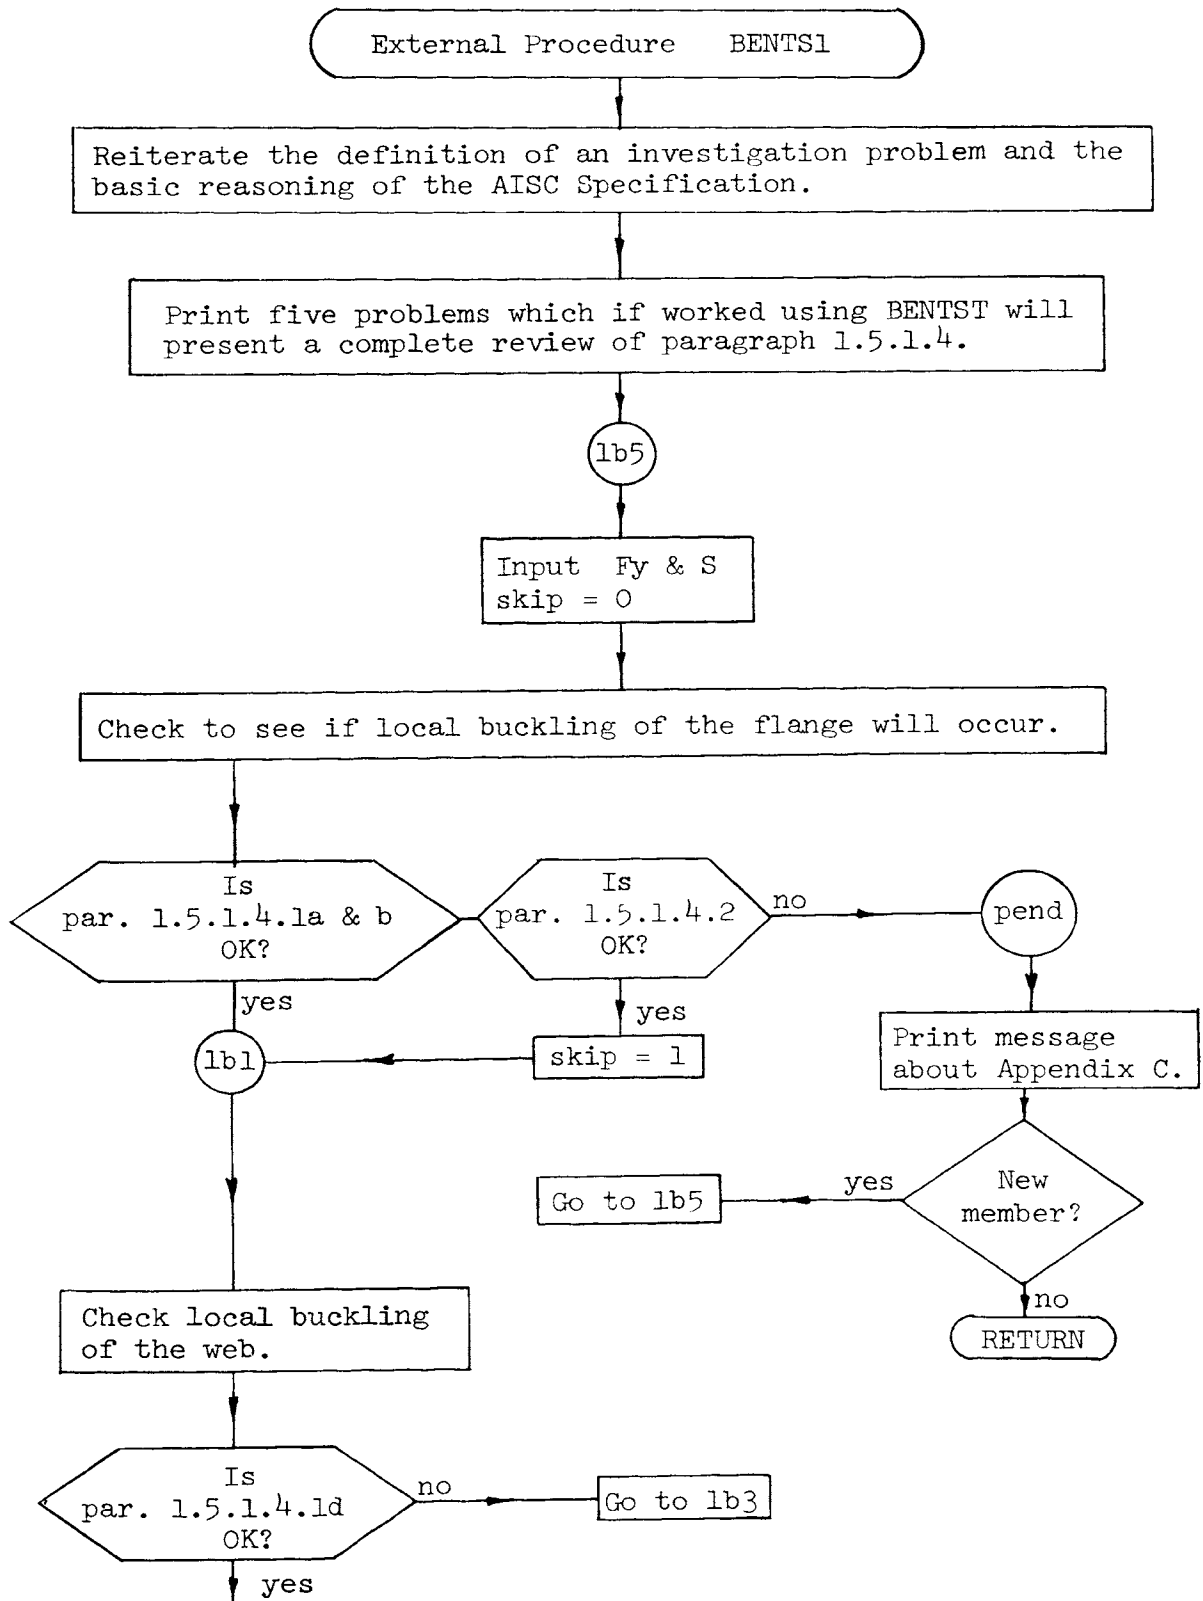 External Procedure BENTS1
Reiterate the definition of an investigation problem and the
basic reasoning of the AISC Specification.
Print five problems which if worked using BENTST will
present a complete review of paragraph 1.5.1.4.
lb5
Input Fy & S
skip = 0
Check to see if local buckling of the flange will occur.
Is
par. 1.5.1.4.1a & b
OK?
Is
par. 1.5.1.4.2
OK?
no
pend
yes
yes
lb1
skip = 1
Print message
about Appendix C.
New
member?
yes
Go to lb5
no
RETURN
Check local buckling
of the web.
Is
par. 1.5.1.4.1d
OK?
no
Go to lb3
yes